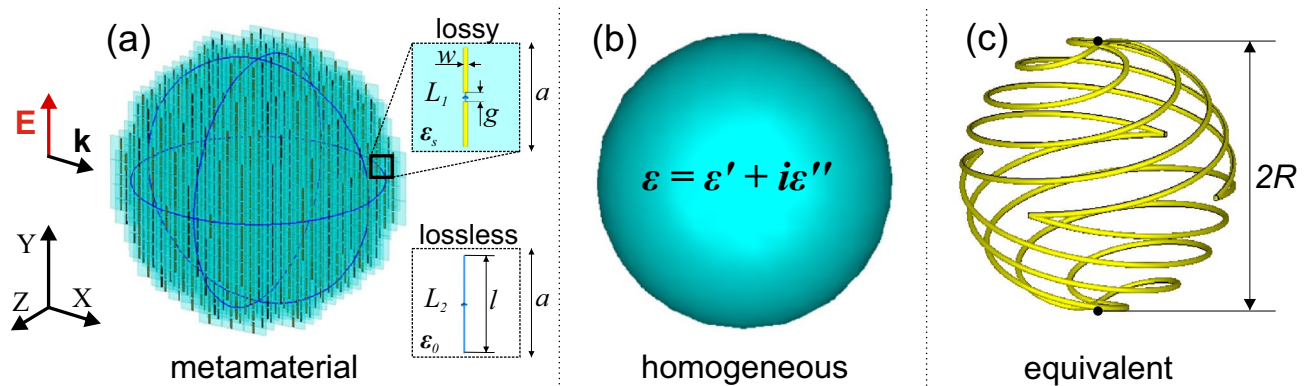 (a)
lossy
w
L₁
g
εₛ
a
E
k
Y
Z
X
lossless
L₂
l
ε₀
a
metamaterial
(b)
ε = ε′ + iε″
homogeneous
(c)
2R
equivalent